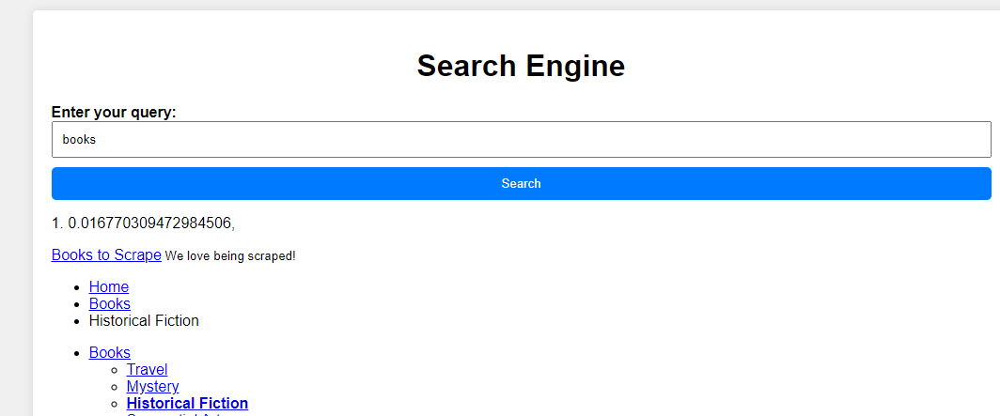 Search Engine
Enter your query:
books
Search
1. 0.016770309472984506,
Books to Scrape We love being scraped!
Home
Books
Historical Fiction
Books
Travel
Mystery
Historical Fiction